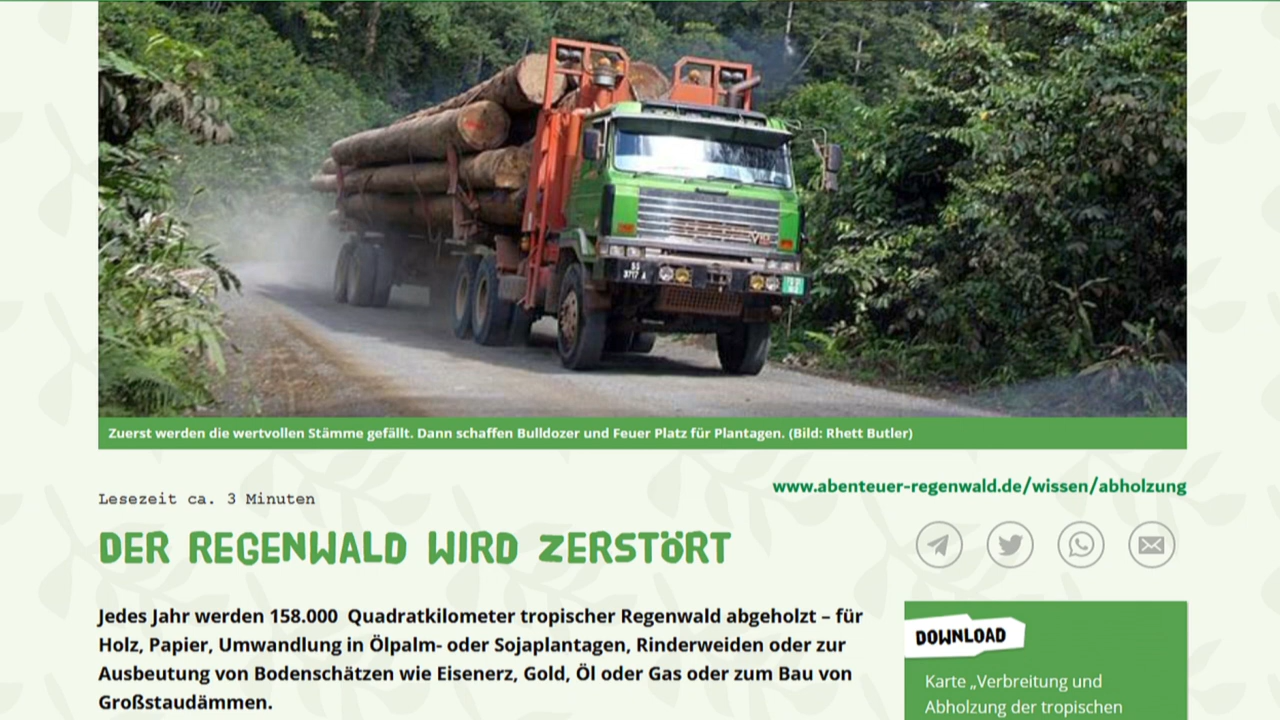 SS
3717 A
Zuerst werden die wertvollen Stämme gefällt. Dann schaffen Bulldozer und Feuer Platz für Plantagen. (Bild: Rhett Butler)
www.abenteuer-regenwald.de/wissen/abholzung
Lesezeit ca. 3 Minuten
DER REGENWALD WIRD ZERSTÖRT
Jedes Jahr werden 158.000  Quadratkilometer tropischer Regenwald abgeholzt – für
Holz, Papier, Umwandlung in Ölpalm- oder Sojaplantagen, Rinderweiden oder zur
Ausbeutung von Bodenschätzen wie Eisenerz, Gold, Öl oder Gas oder zum Bau von
Großstaudämmen.
DOWNLOAD
Karte „Verbreitung und
Abholzung der tropischen